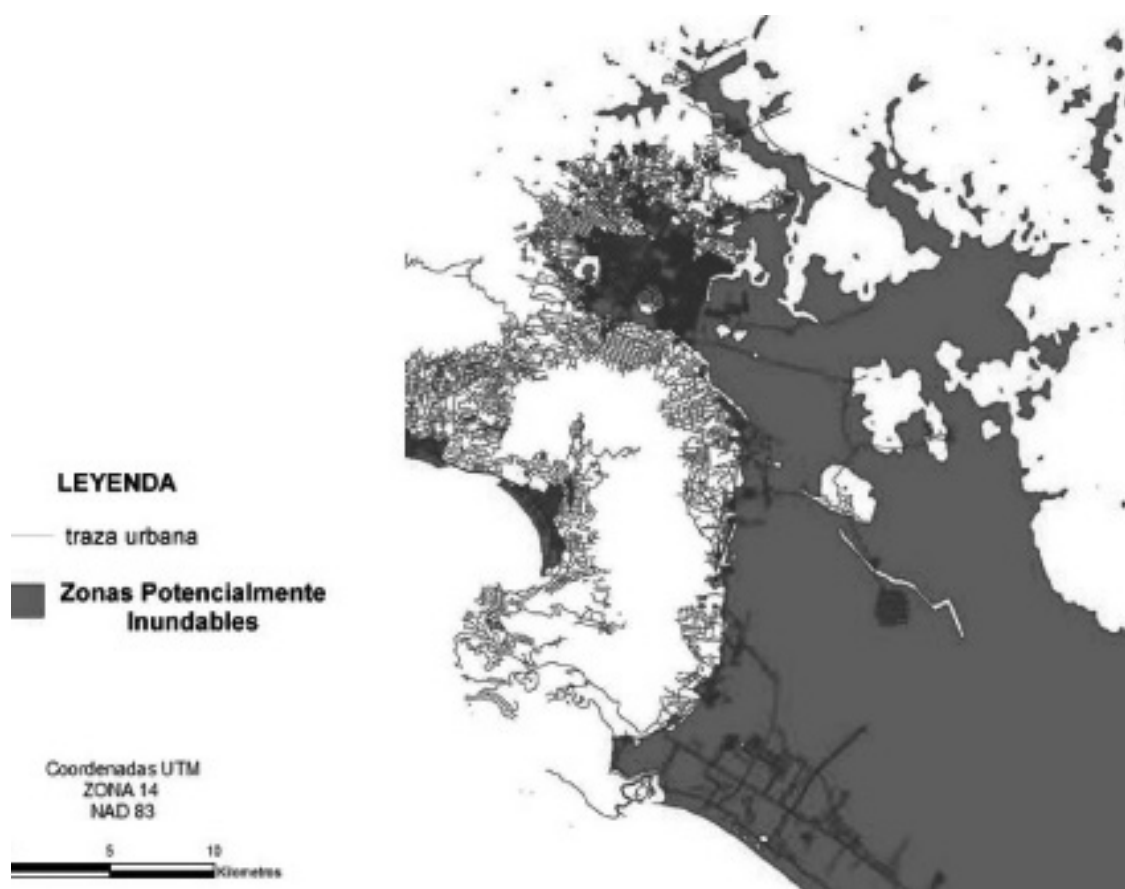 LEYENDA
traza urbana
Zonas Potencialmente
Inundables
Coordenadas UTM
ZONA 14
NAD 83
5 10
Kilometros